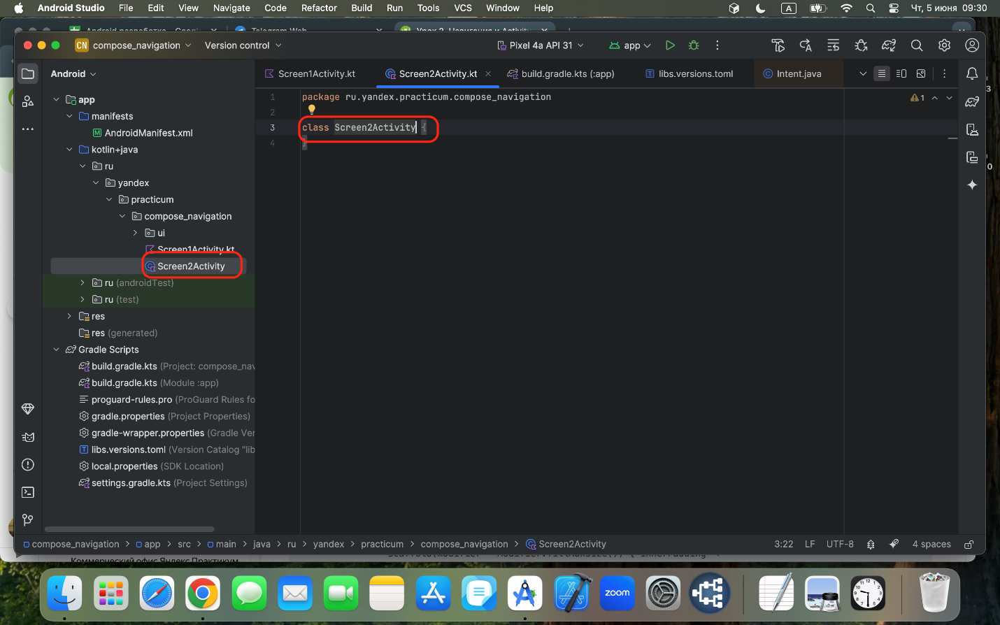 Android Studio File Edit View Navigate Code Refactor Build Run Tools VCS Window Help A Чт, 5 июня 09:30
CN compose_navigation Version control Pixel 4a API 31 app
Android
Screen1Activity.kt Screen2Activity.kt build.gradle.kts (:app) libs.versions.toml Intent.java
app
manifests
AndroidManifest.xml
kotlin+java
ru
yandex
practicum
compose_navigation
ui
Screen1Activity.kt
Screen2Activity
ru (androidTest)
ru (test)
res
res (generated)
Gradle Scripts
build.gradle.kts (Project: compose_nav
build.gradle.kts (Module :app)
proguard-rules.pro (ProGuard Rules fo
gradle.properties (Project Properties)
gradle-wrapper.properties (Gradle Ver
libs.versions.toml (Version Catalog "lib
local.properties (SDK Location)
settings.gradle.kts (Project Settings)
1 package ru.yandex.practicum.compose_navigation
1
2
3 class Screen2Activity {
4 }
compose_navigation > app > src > main > java > ru > yandex > practicum > compose_navigation > Screen2Activity 3:22 LF UTF-8 4 spaces
Коммерческий офис Яндекс Практикум
zoom